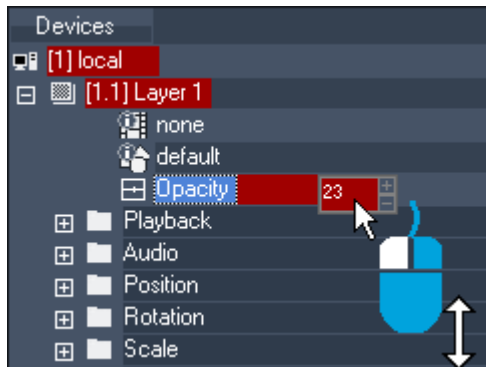 Devices
[1] local
[1.1] Layer 1
none
default
Opacity 23
Playback
Audio
Position
Rotation
Scale